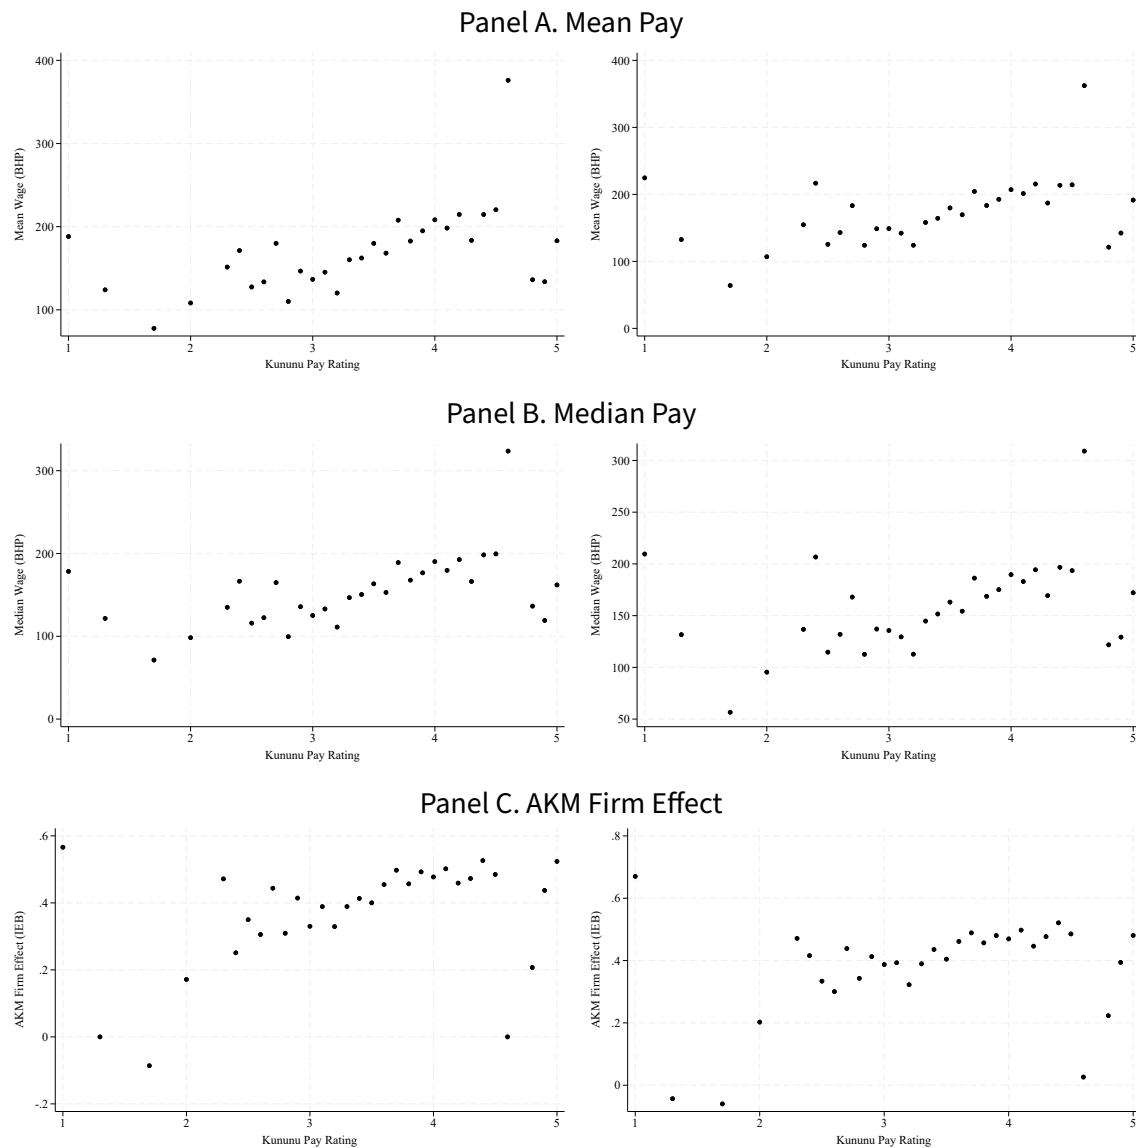 Panel A. Mean Pay
400
300
200
100
Mean Wage (BHP)
1 2 3 4 5
Kununu Pay Rating
400
300
200
100
0
Mean Wage (BHP)
1 2 3 4 5
Kununu Pay Rating
Panel B. Median Pay
300
200
100
0
Median Wage (BHP)
1 2 3 4 5
Kununu Pay Rating
300
250
200
150
100
50
Median Wage (BHP)
1 2 3 4 5
Kununu Pay Rating
Panel C. AKM Firm Effect
.6
.4
.2
0
-.2
AKM Firm Effect (IEB)
1 2 3 4 5
Kununu Pay Rating
.8
.6
.4
.2
0
AKM Firm Effect (IEB)
1 2 3 4 5
Kununu Pay Rating